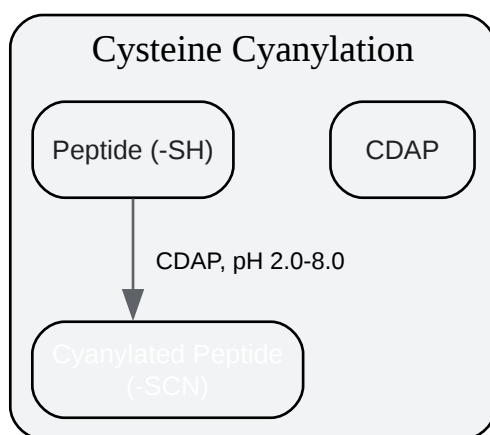 Cysteine Cyanylation
Peptide (-SH)
CDAP
CDAP, pH 2.0-8.0
Cyanylated Peptide
(-SCN)